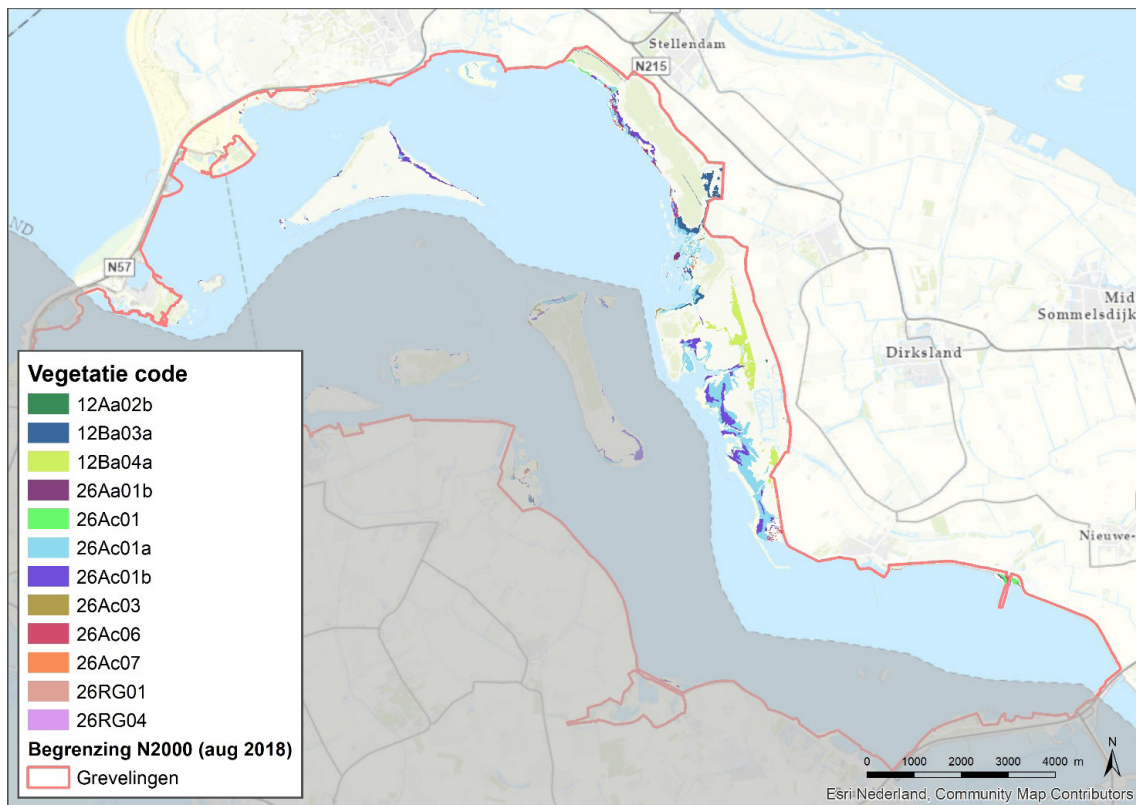 Stellendam
N215
ND
N57
Mid
Sommelsdijk
Dirksland
Nieuwe-
Vegetatie code
12Aa02b
12Ba03a
12Ba04a
26Aa01b
26Ac01
26Ac01a
26Ac01b
26Ac03
26Ac06
26Ac07
26RG01
26RG04
Begrenzing N2000 (aug 2018)
Grevelingen
N
0 1000 2000 3000 4000 m
Esri Nederland, Community Map Contributors